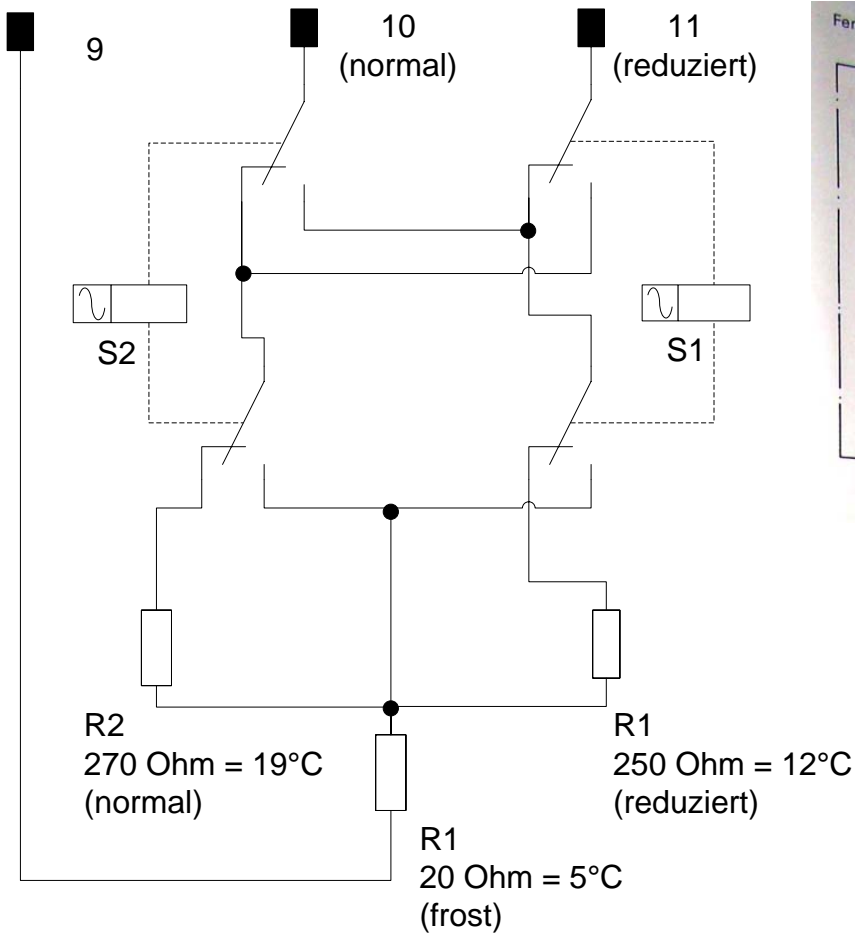 9
10
(normal)
11
(reduziert)
S2
S1
R2
270 Ohm = 19°C
(normal)
R1
250 Ohm = 12°C
(reduziert)
R1
20 Ohm = 5°C
(frost)